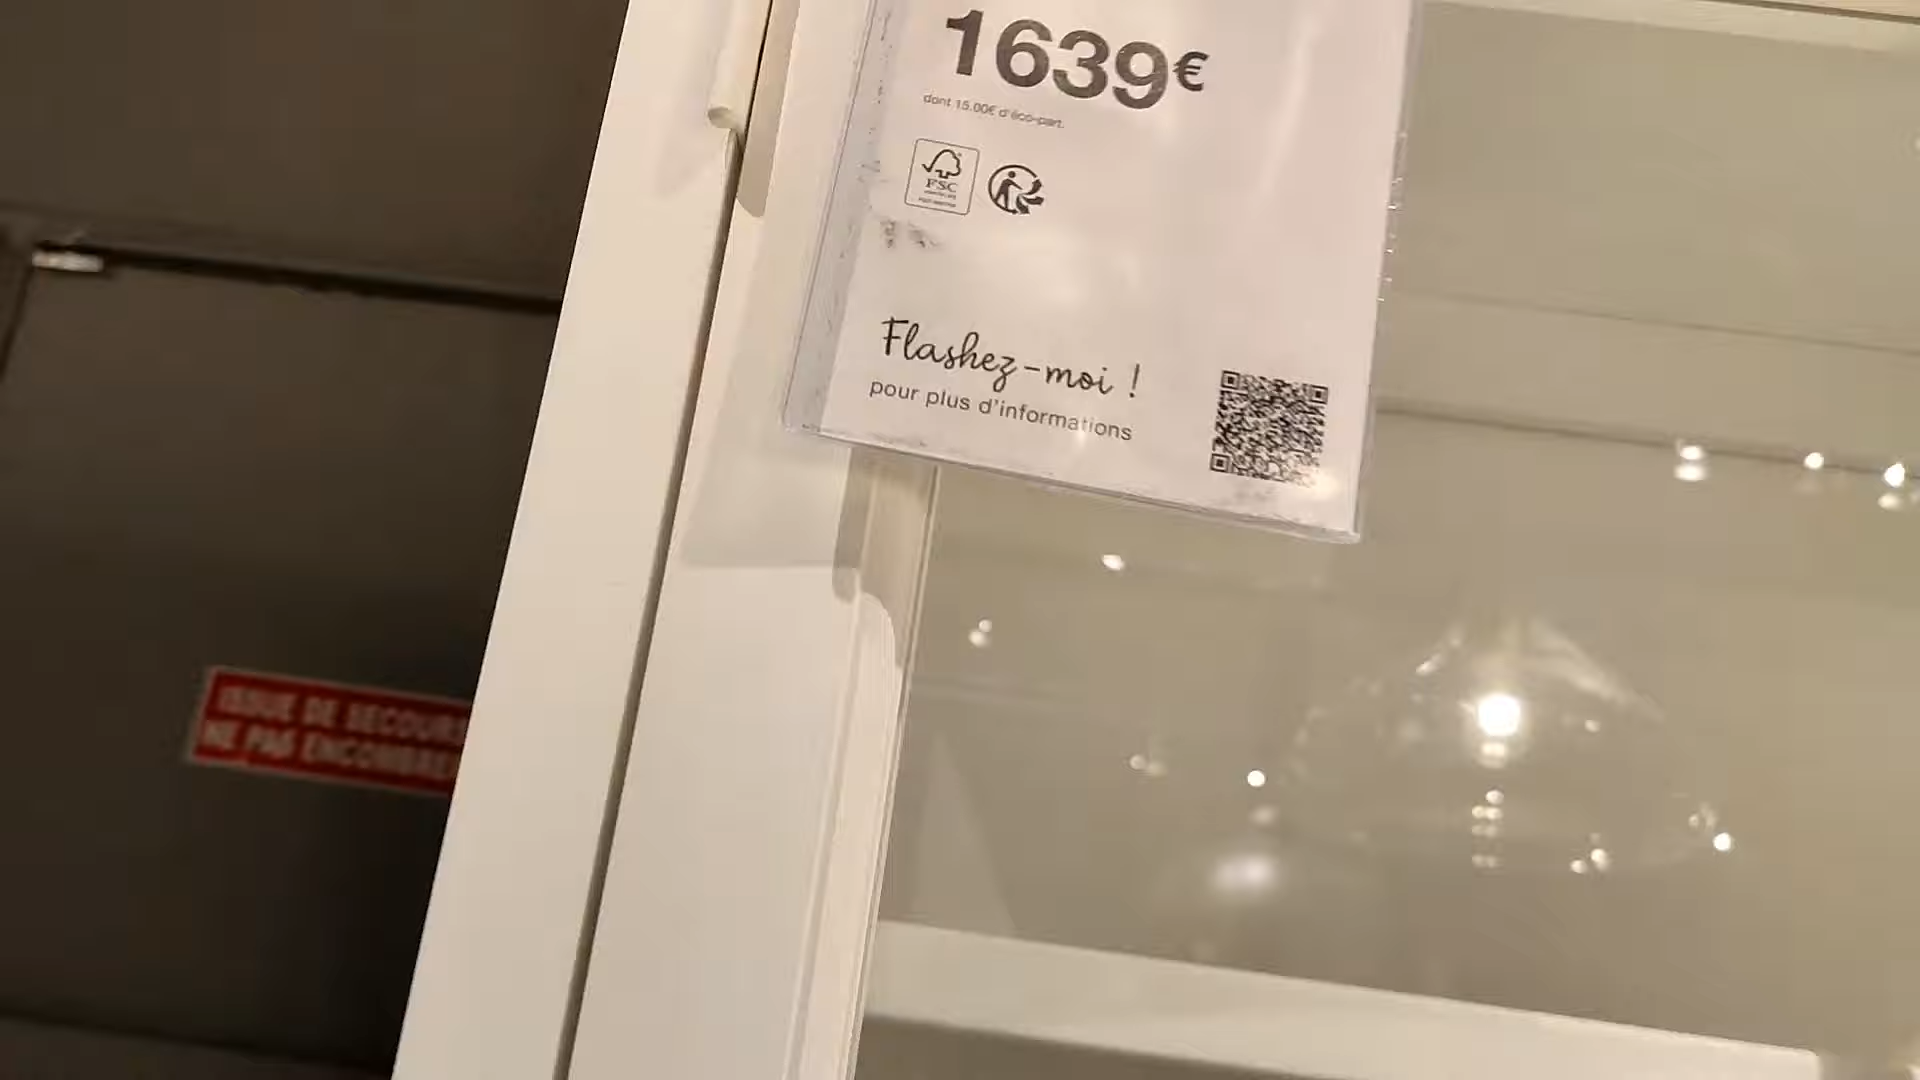 1639€
dont 15.00€ d'éco-part.
FSC
Flashez-moi !
pour plus d'informations
ISSUE DE SECOURS
NE PAS ENCOMBRER